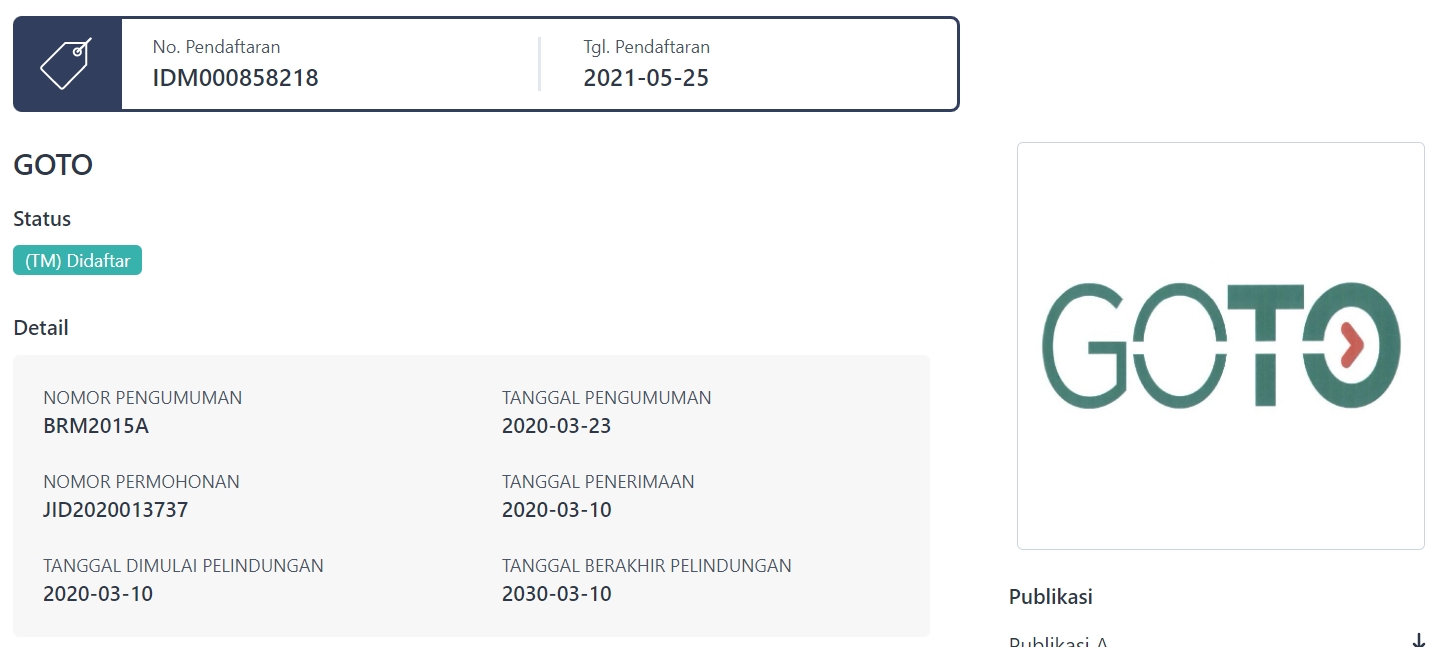 No. Pendaftaran
IDM000858218
Tgl. Pendaftaran
2021-05-25
GOTO
Status
(TM) Didaftar
Detail
NOMOR PENGUMUMAN
BRM2015A
TANGGAL PENGUMUMAN
2020-03-23
NOMOR PERMOHONAN
JID2020013737
TANGGAL PENERIMAAN
2020-03-10
TANGGAL DIMULAI PELINDUNGAN
2020-03-10
TANGGAL BERAKHIR PELINDUNGAN
2030-03-10
GOTO
Publikasi
Publikasi A